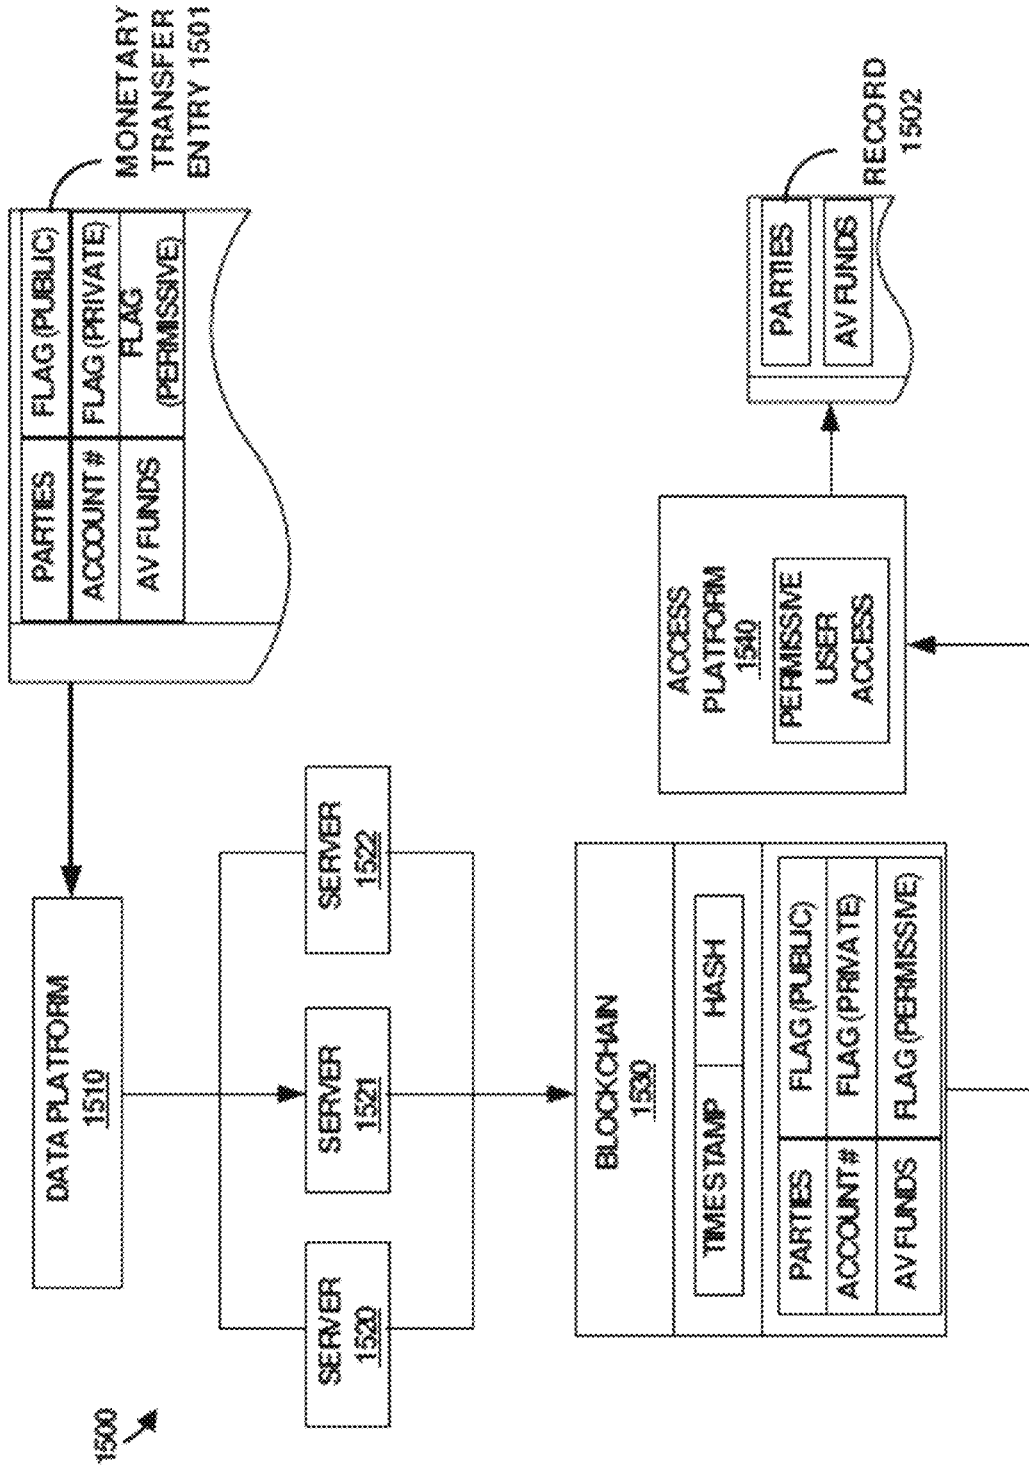 1500
DATA PLATFORM
1510
PARTIES
FLAG (PUBLIC)
ACCOUNT #
FLAG (PRIVATE)
AV FUNDS
FLAG
(PERMISSIVE)
MONETARY
TRANSFER
ENTRY 1501
SERVER
1520
SERVER
1521
SERVER
1522
BLOCKCHAIN
1530
TIMESTAMP
HASH
PARTIES
FLAG (PUBLIC)
ACCOUNT #
FLAG (PRIVATE)
AV FUNDS
FLAG (PERMISSIVE)
ACCESS
PLATFORM
1540
PERMISSIVE
USER
ACCESS
PARTIES
AV FUNDS
RECORD
1502